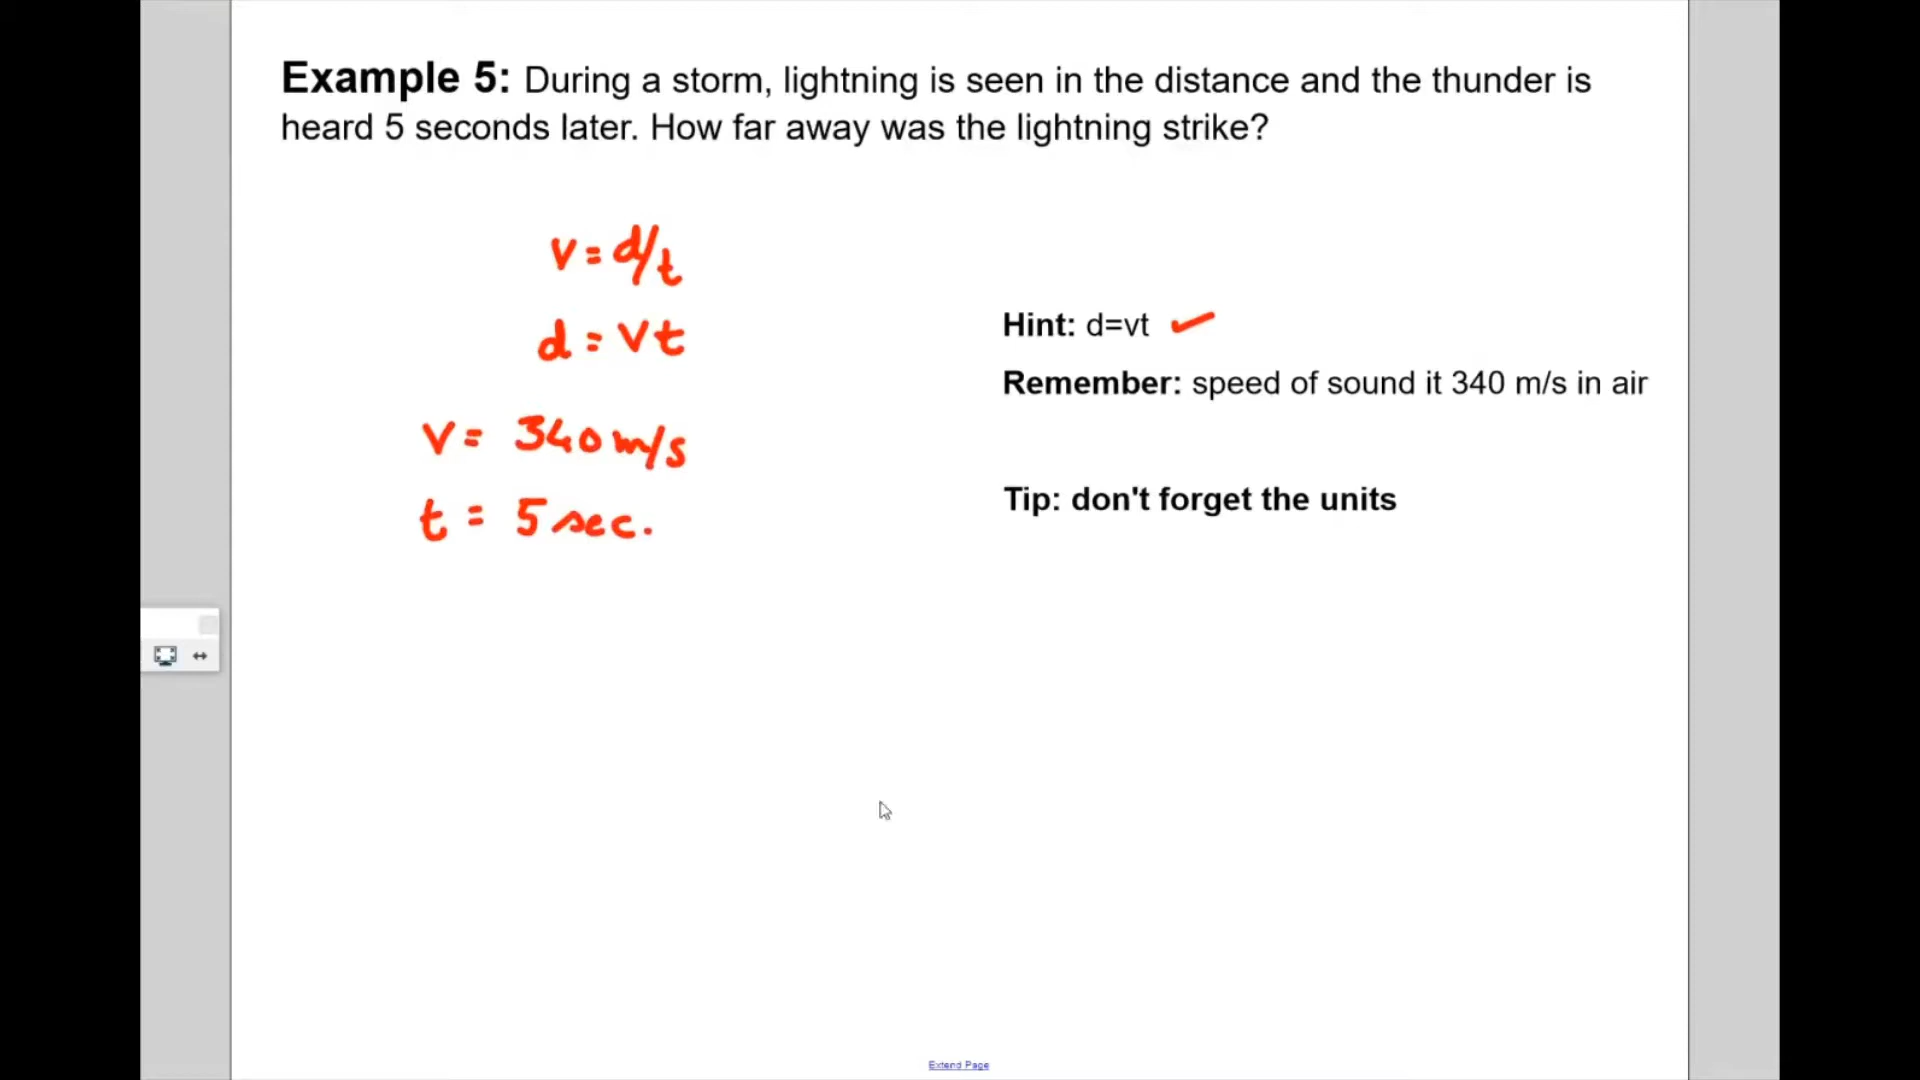 Example 5: During a storm, lightning is seen in the distance and the thunder is
heard 5 seconds later. How far away was the lightning strike?
v = d/t
d = vt
v = 340 m/s
t = 5 sec.
Hint: d=vt ✓
Remember: speed of sound it 340 m/s in air
Tip: don't forget the units
Extend Page